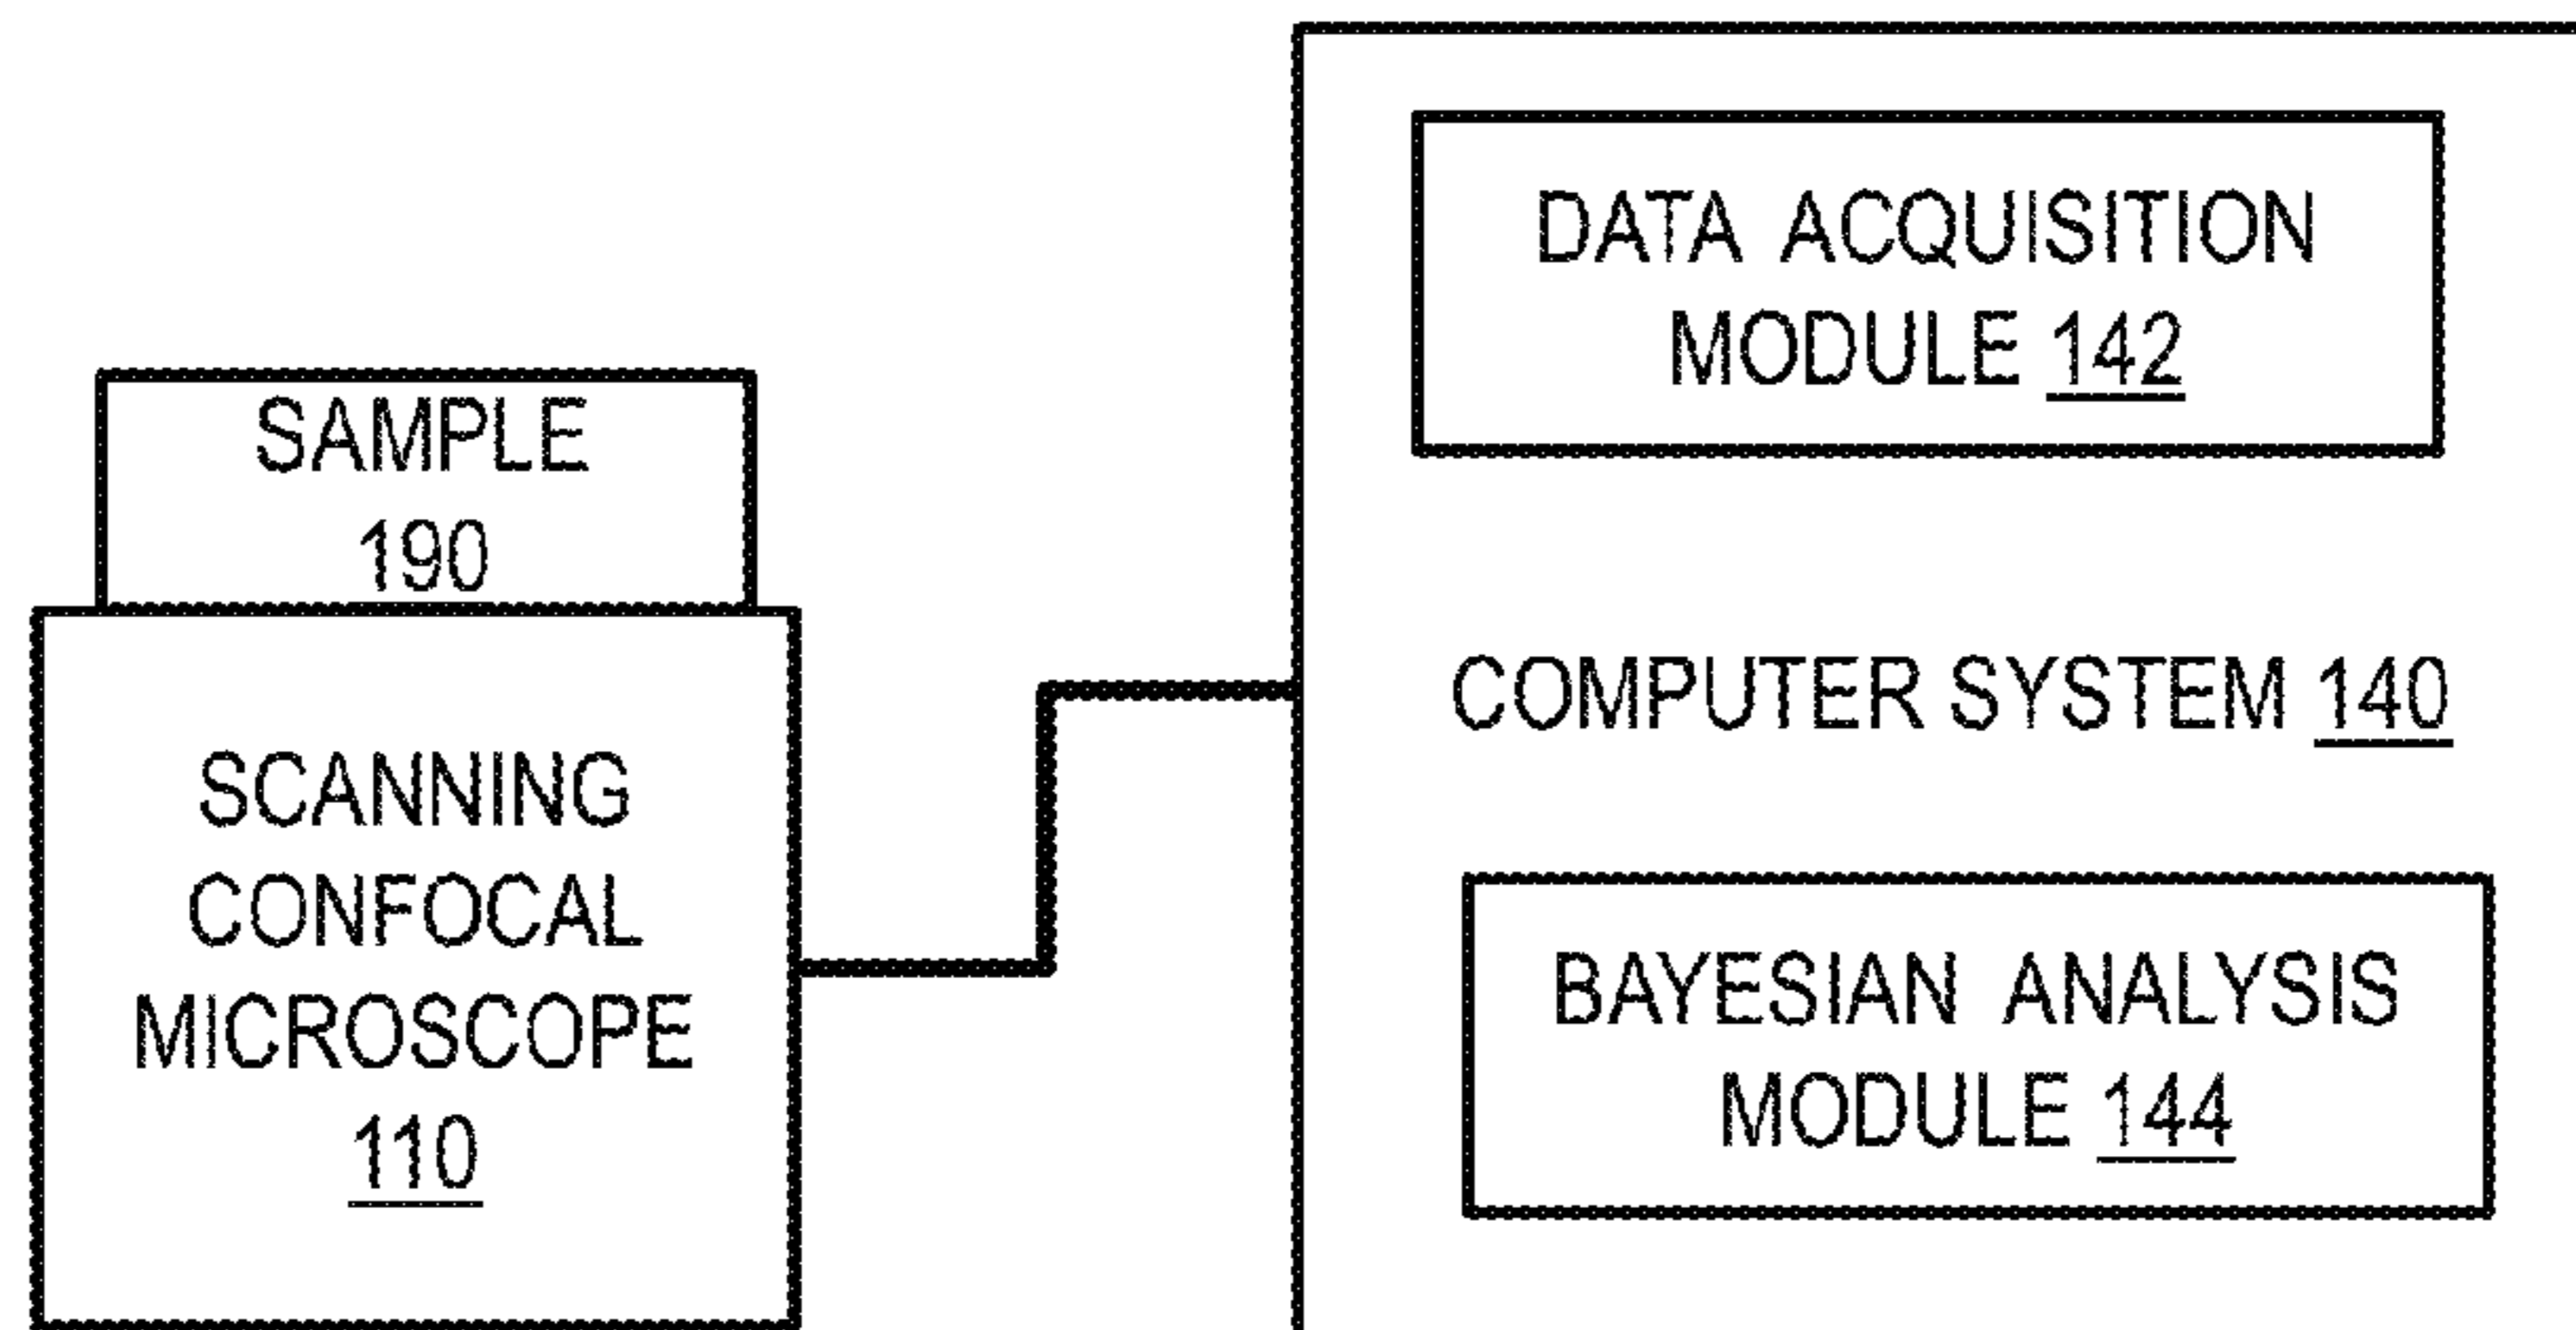 SAMPLE
190
SCANNING
CONFOCAL
MICROSCOPE
110
DATA ACQUISITION
MODULE 142
COMPUTER SYSTEM 140
BAYESIAN ANALYSIS
MODULE 144